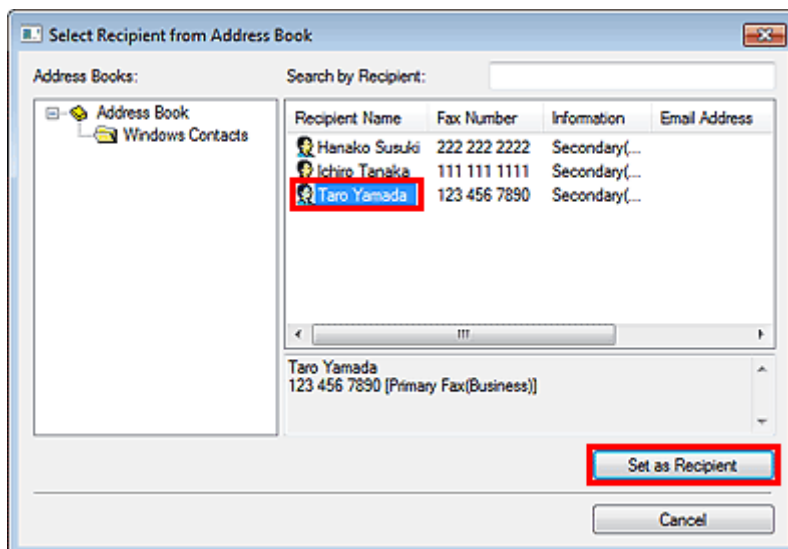 Select Recipient from Address Book
Address Books:
Search by Recipient:
Address Book
Windows Contacts
Recipient Name Fax Number Information Email Address
Hanako Susuki 222 222 2222 Secondary(...
Ichiro Tanaka 111 111 1111 Secondary(...
Taro Yamada 123 456 7890 Secondary(...
Taro Yamada
123 456 7890 [Primary Fax(Business)]
Set as Recipient
Cancel